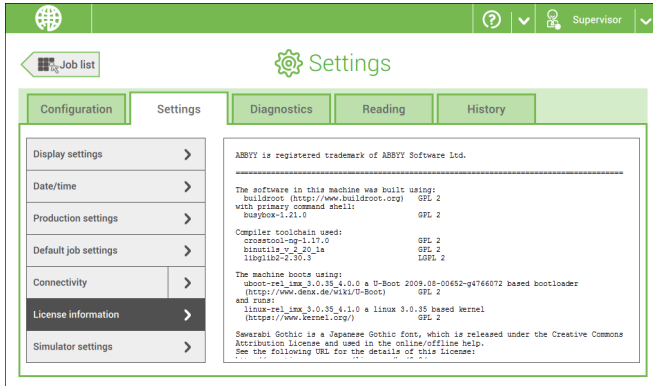 Supervisor
Job list
Settings
Configuration
Settings
Diagnostics
Reading
History
Display settings
Date/time
Production settings
Default job settings
Connectivity
License information
Simulator settings
ABBYY is registered trademark of ABBYY Software Ltd.
The software in this machine was built using:
buildroot (http://www.buildroot.org) GPL 2
with primary command shell:
busybox-1.21.0 GPL 2
Compiler toolchain used:
crosstool-ng-1.17.0 GPL 2
binutils_v_2_20_1a GPL 2
libglib2-2.30.3 LGPL 2
The machine boots using:
uboot-rel_imx_3.0.35_4.0.0 a U-Boot 2009.08-00652-g4766072 based bootloader
(http://www.denx.de/wiki/U-Boot) GPL 2
and runs:
linux-rel_imx_3.0.35_4.1.0 a linux 3.0.35 based kernel
(https://www.kernel.org/) GPL 2
Sawarabi Gothic is a Japanese Gothic font, which is released under the Creative Commons
Attribution License and used in the online/offline help.
See the following URL for the details of this License: